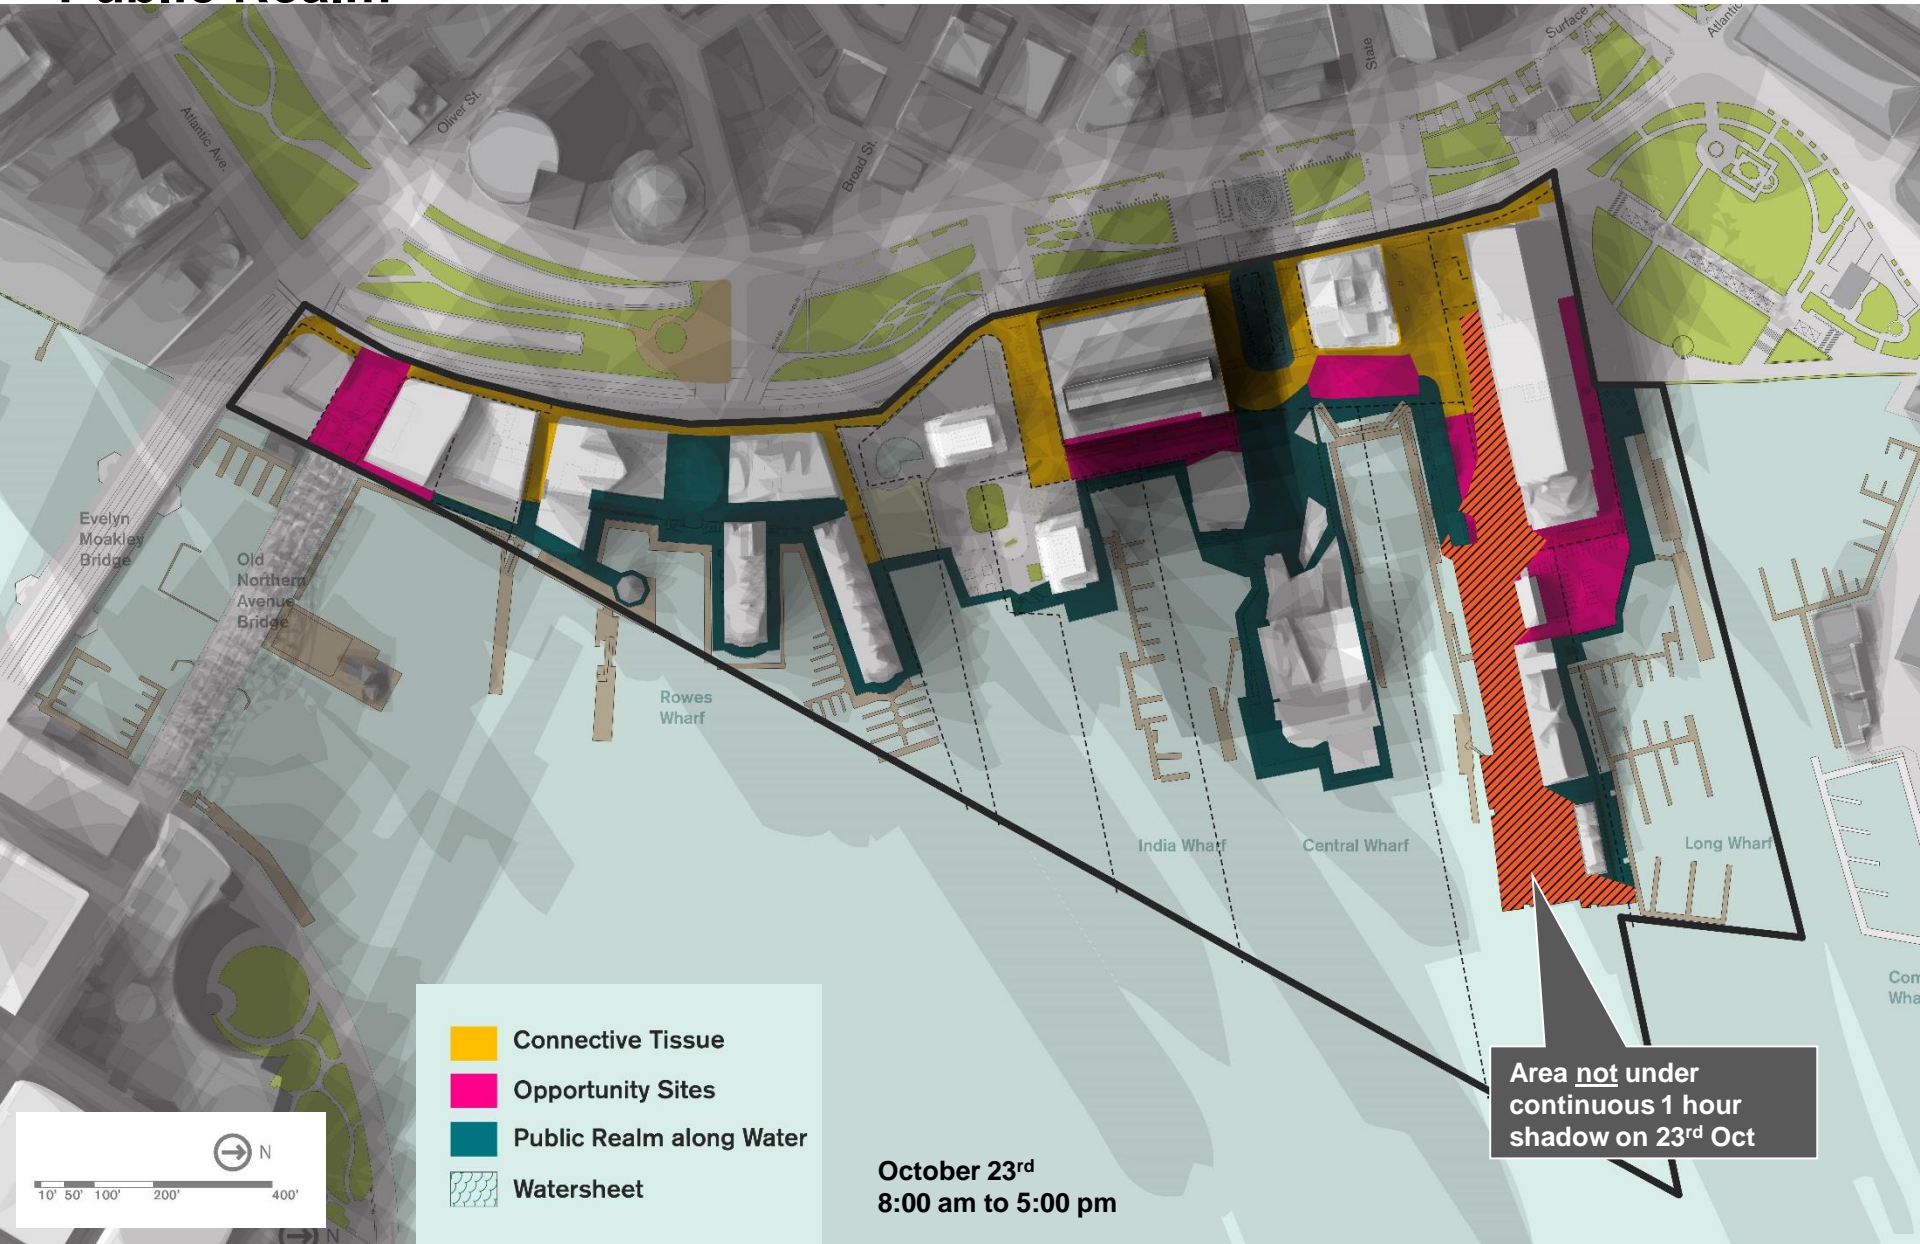 Surface
Atlantic
State
Oliver St.
Atlantic Ave.
Broad St.
Evelyn
Moakley
Bridge
Old
Northern
Avenue
Bridge
Rowes
Wharf
India Wharf
Central Wharf
Long Wharf
Connective Tissue
Opportunity Sites
Public Realm along Water
Watersheet
Area not under
continuous 1 hour
shadow on 23rd Oct
October 23rd
8:00 am to 5:00 pm
N
10' 50' 100' 200' 400'
N